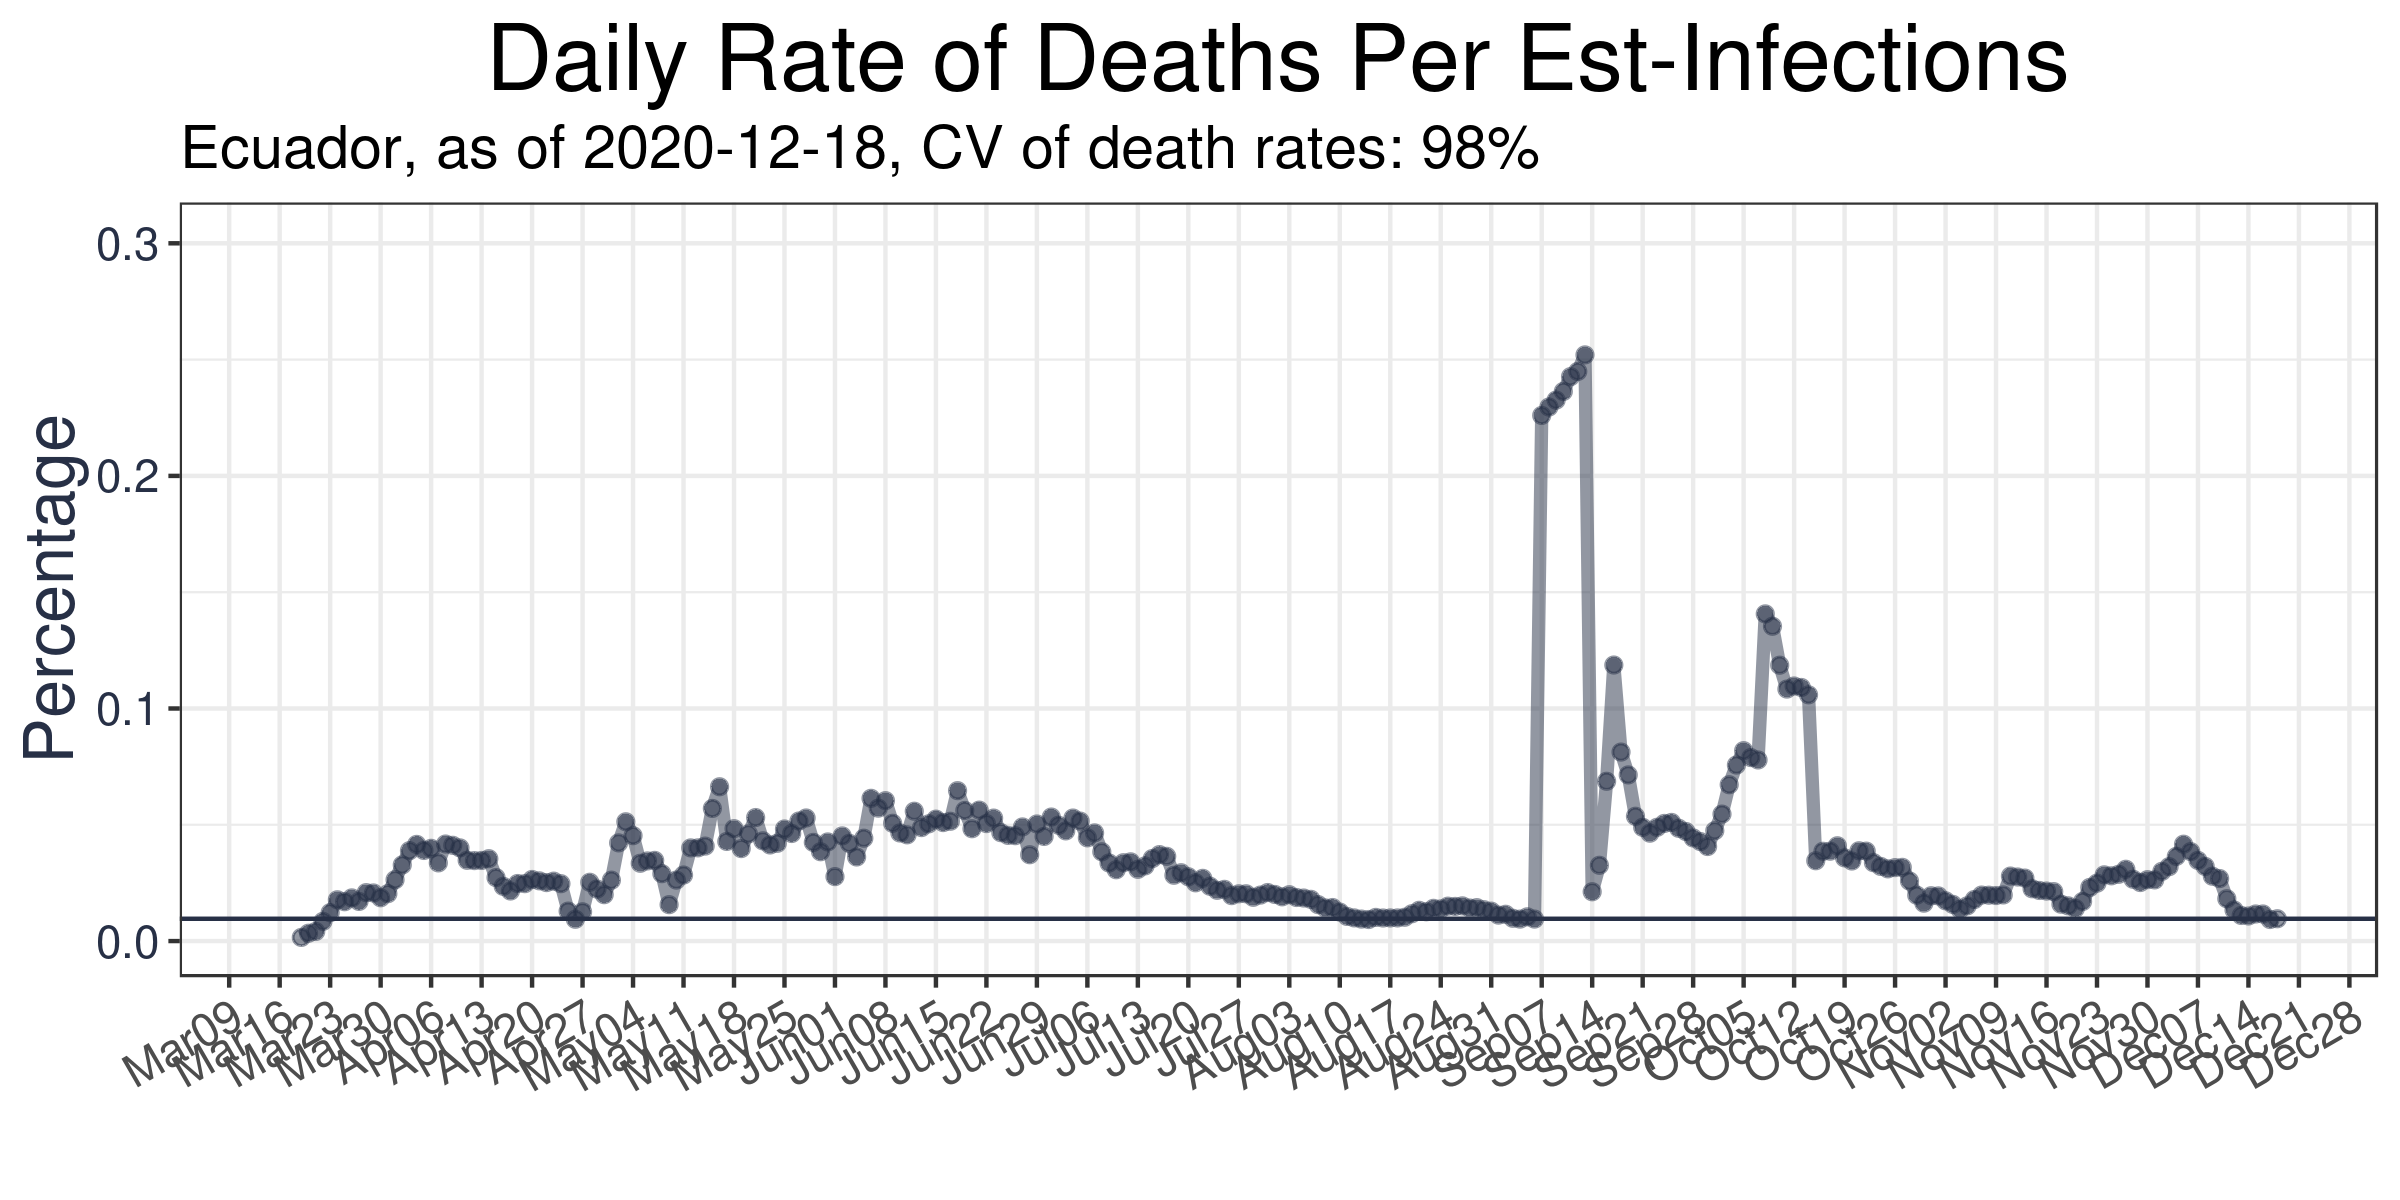 Daily Rate of Deaths Per Est-Infections
Ecuador, as of 2020-12-18, CV of death rates: 98%
Percentage
0.3
0.2
0.1
0.0
Mar09
Mar16
Mar23
Mar30
Apr06
Apr13
Apr20
Apr27
May04
May11
May18
May25
Jun01
Jun08
Jun15
Jun22
Jun29
Jul06
Jul13
Jul20
Jul27
Aug03
Aug10
Aug17
Aug24
Aug31
Sep07
Sep14
Sep21
Sep28
Oct05
Oct12
Oct19
Oct26
Nov02
Nov09
Nov16
Nov23
Nov30
Dec07
Dec14
Dec21
Dec28